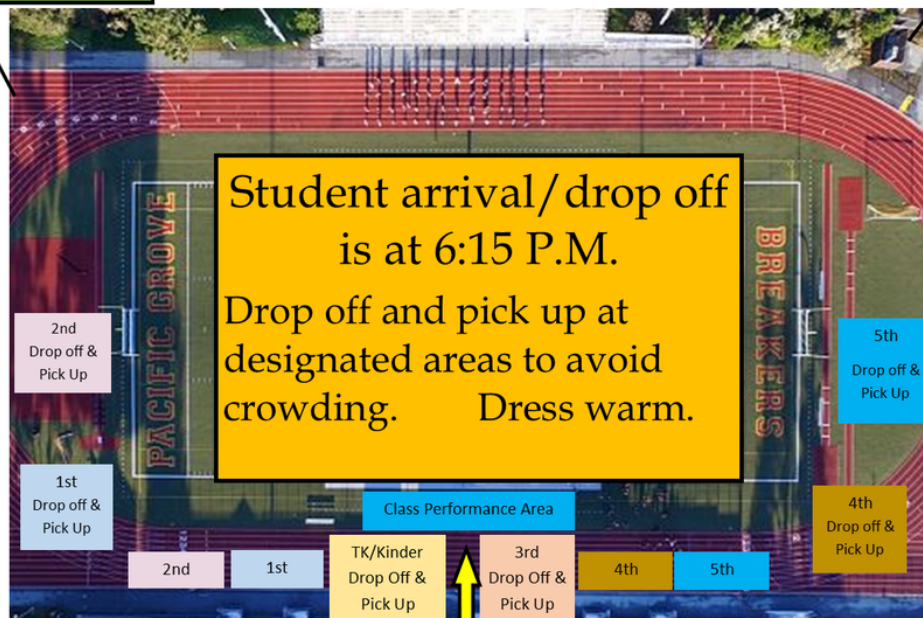 Student arrival/drop off
is at 6:15 P.M.
Drop off and pick up at
designated areas to avoid
crowding. Dress warm.
PACIFIC GROVE
BREAKERS
2nd
Drop off &
Pick Up
5th
Drop off &
Pick Up
1st
Drop off &
Pick Up
4th
Drop off &
Pick Up
Class Performance Area
2nd
1st
TK/Kinder
Drop Off &
Pick Up
3rd
Drop Off &
Pick Up
4th
5th